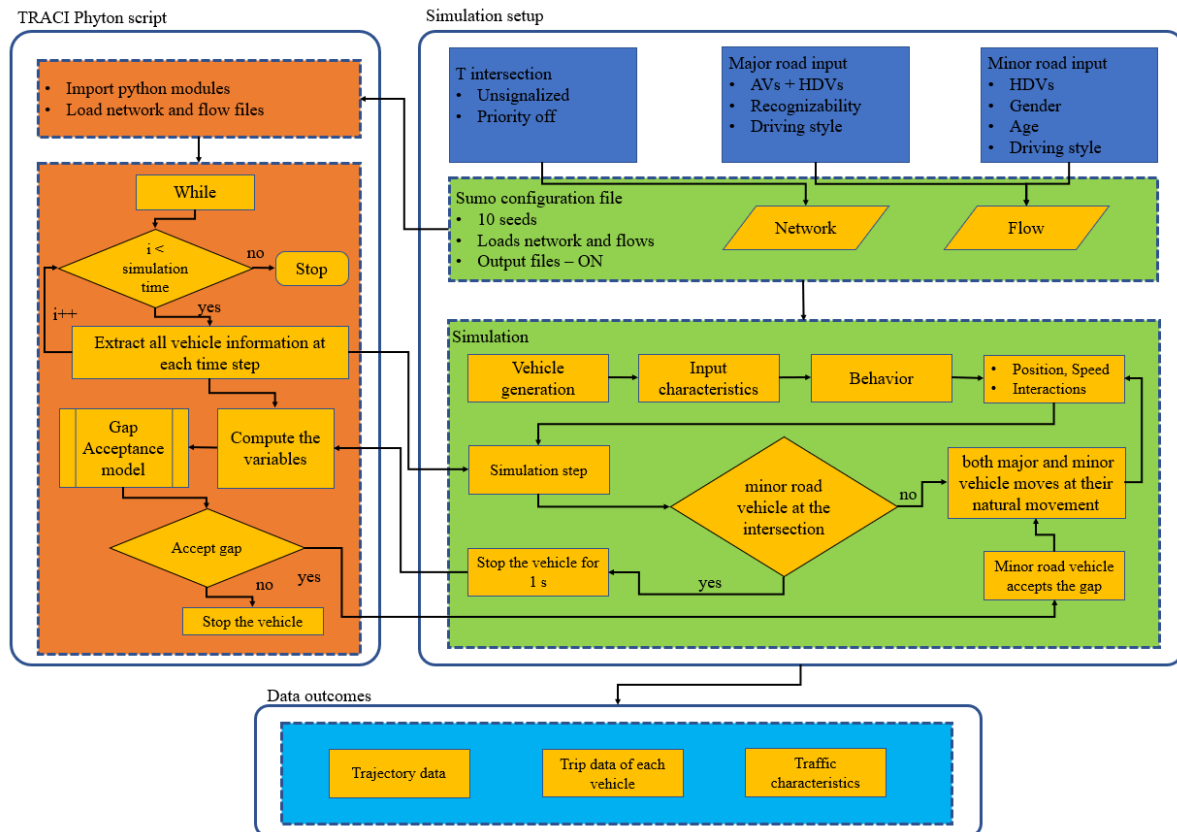 TRACI Phyton script
• Import python modules
• Load network and flow files
While
i <
simulation
time
no
Stop
yes
i++
Extract all vehicle information at
each time step
Gap
Acceptance
model
Compute the
variables
Accept gap
yes
no
Stop the vehicle
Simulation setup
T intersection
• Unsignalized
• Priority off
Major road input
• AVs + HDVs
• Recognizability
• Driving style
Minor road input
• HDVs
• Gender
• Age
• Driving style
Sumo configuration file
• 10 seeds
• Loads network and flows
• Output files – ON
Network
Flow
Simulation
Vehicle
generation
Input
characteristics
Behavior
• Position, Speed
• Interactions
Simulation step
minor road
vehicle at the
intersection
no
both major and minor
vehicle moves at their
natural movement
Stop the vehicle for
1 s
yes
Minor road vehicle
accepts the gap
Data outcomes
Trajectory data
Trip data of each
vehicle
Traffic
characteristics